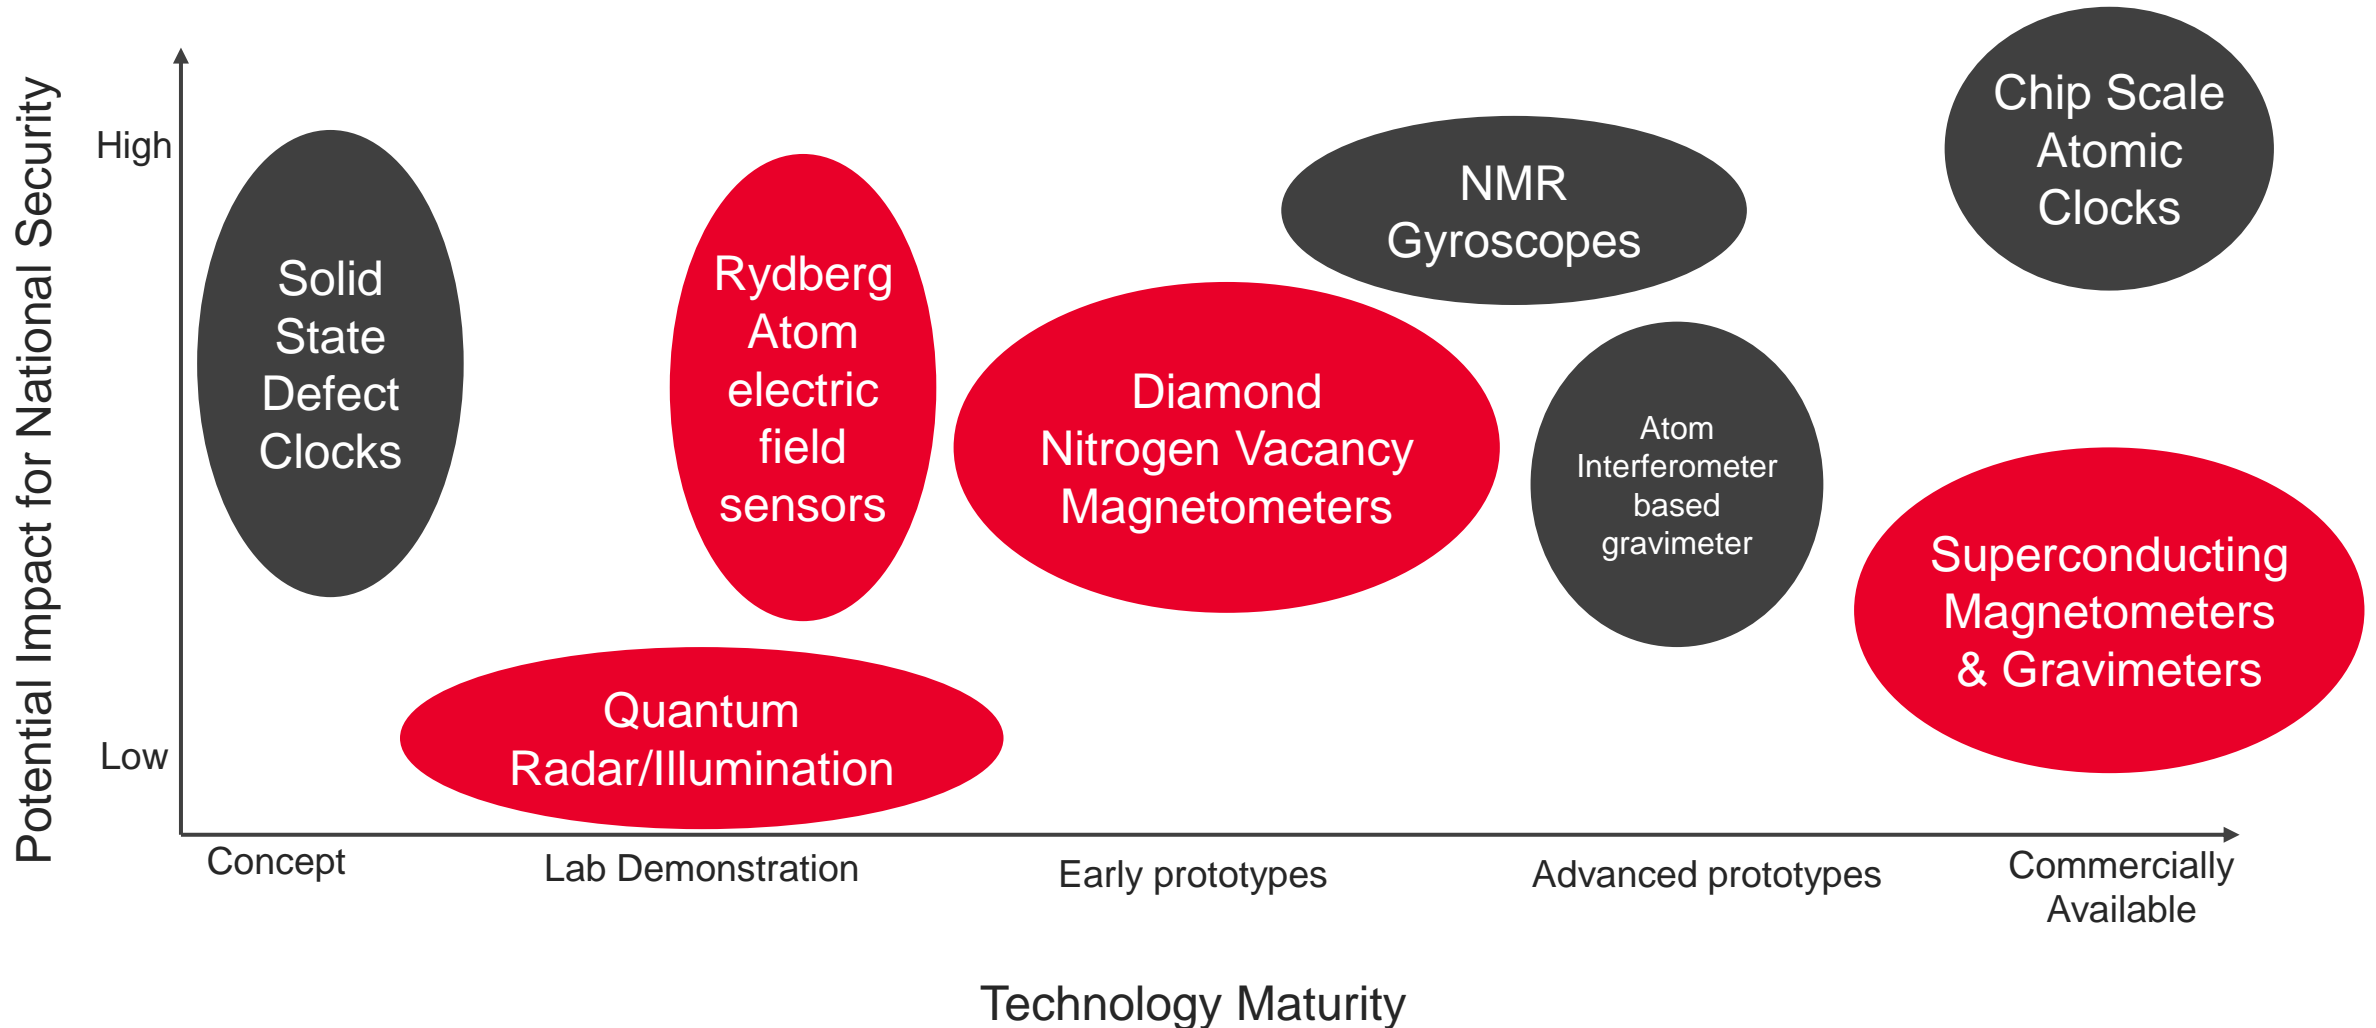 Potential Impact for National Security
High
Low
Solid
State
Defect
Clocks
Rydberg
Atom
electric
field
sensors
Quantum
Radar/Illumination
Diamond
Nitrogen Vacancy
Magnetometers
NMR
Gyroscopes
Atom
Interferometer
based
gravimeter
Chip Scale
Atomic
Clocks
Superconducting
Magnetometers
& Gravimeters
Concept
Lab Demonstration
Early prototypes
Advanced prototypes
Commercially
Available
Technology Maturity